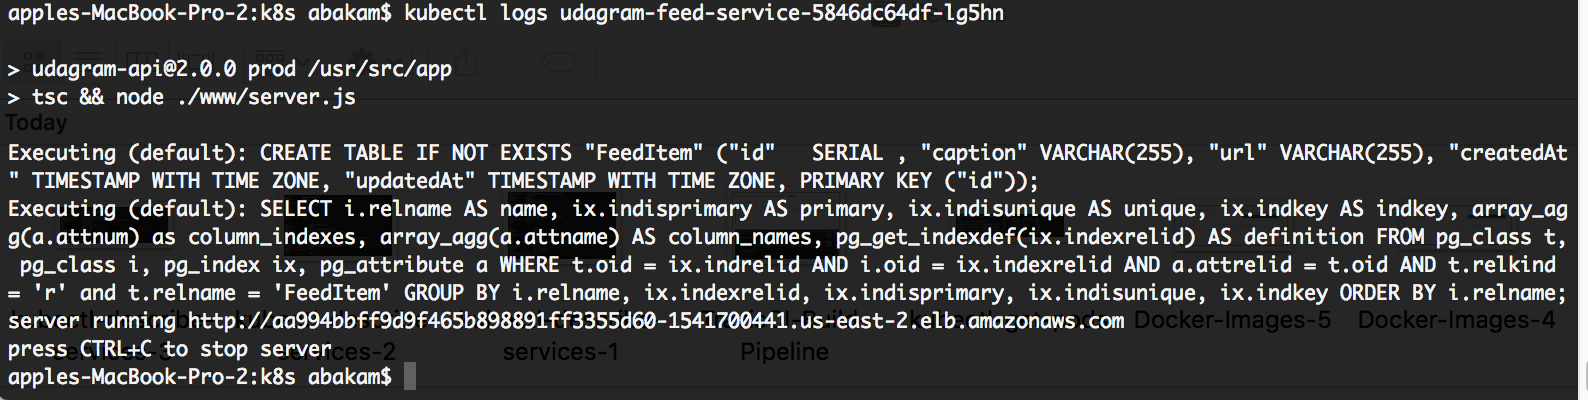 apples-MacBook-Pro-2:k8s abakam$ kubectl logs udagram-feed-service-5846dc64df-lg5hn
> udagram-api@2.0.0 prod /usr/src/app
> tsc && node ./www/server.js
Today
Executing (default): CREATE TABLE IF NOT EXISTS "FeedItem" ("id"   SERIAL , "caption" VARCHAR(255), "url" VARCHAR(255), "createdAt
" TIMESTAMP WITH TIME ZONE, "updatedAt" TIMESTAMP WITH TIME ZONE, PRIMARY KEY ("id"));
Executing (default): SELECT i.relname AS name, ix.indisprimary AS primary, ix.indisunique AS unique, ix.indkey AS indkey, array_ag
g(a.attnum) as column_indexes, array_agg(a.attname) AS column_names, pg_get_indexdef(ix.indexrelid) AS definition FROM pg_class t,
 pg_class i, pg_index ix, pg_attribute a WHERE t.oid = ix.indrelid AND i.oid = ix.indexrelid AND a.attrelid = t.oid AND t.relkind
= 'r' and t.relname = 'FeedItem' GROUP BY i.relname, ix.indexrelid, ix.indisprimary, ix.indisunique, ix.indkey ORDER BY i.relname;
server running http://aa994bbff9d9f465b898891ff3355d60-1541700441.us-east-2.elb.amazonaws.com
Docker-Images-5
Docker-Images-4
press CTRL+C to stop server
services-2
services-1
Pipeline
apples-MacBook-Pro-2:k8s abakam$